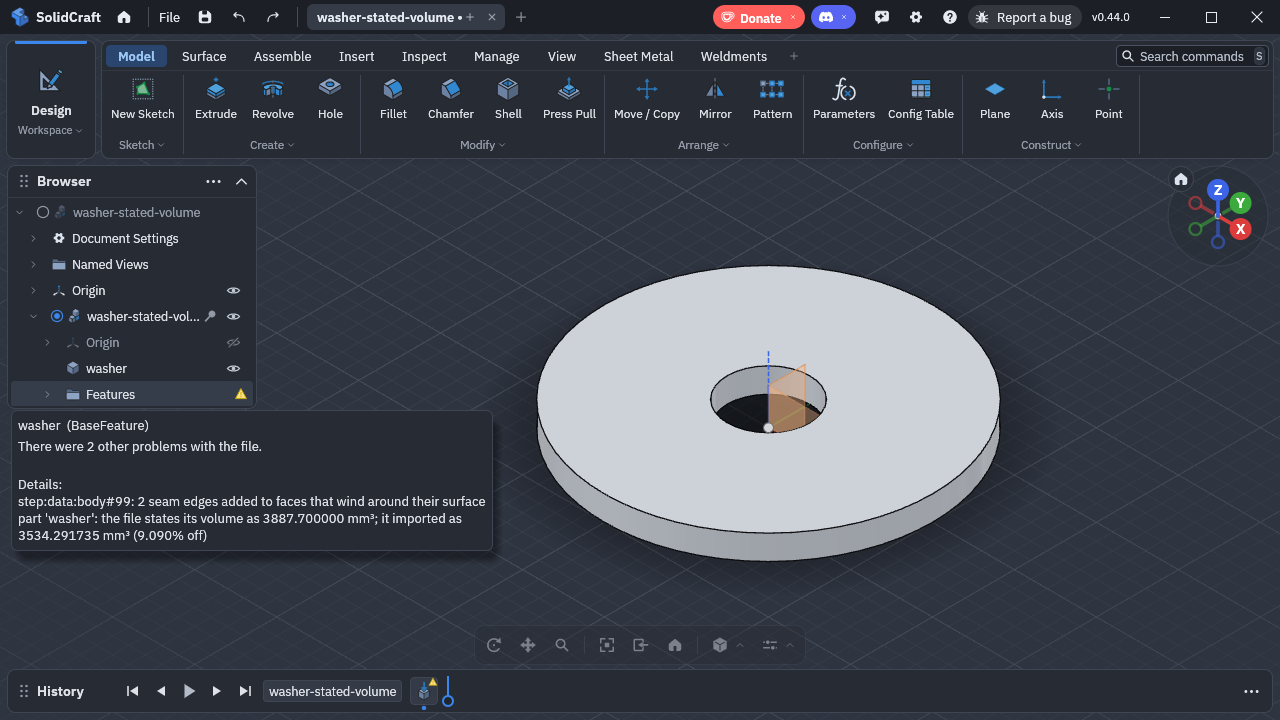 SolidCraft
File
washer-stated-volume •
Donate
Report a bug
v0.44.0
Design
Workspace
Model
Surface
Assemble
Insert
Inspect
Manage
View
Sheet Metal
Weldments
Search commands
S
New Sketch
Extrude
Revolve
Hole
Fillet
Chamfer
Shell
Press Pull
Move / Copy
Mirror
Pattern
Parameters
Config Table
Plane
Axis
Point
Sketch
Create
Modify
Arrange
Configure
Construct
Browser
washer-stated-volume
Document Settings
Named Views
Origin
washer-stated-vol...
Origin
washer
Features
washer (BaseFeature)
There were 2 other problems with the file.
Details:
step:data:body#99: 2 seam edges added to faces that wind around their surface
part 'washer': the file states its volume as 3887.700000 mm³; it imported as
3534.291735 mm³ (9.090% off)
Z
Y
X
History
washer-stated-volume